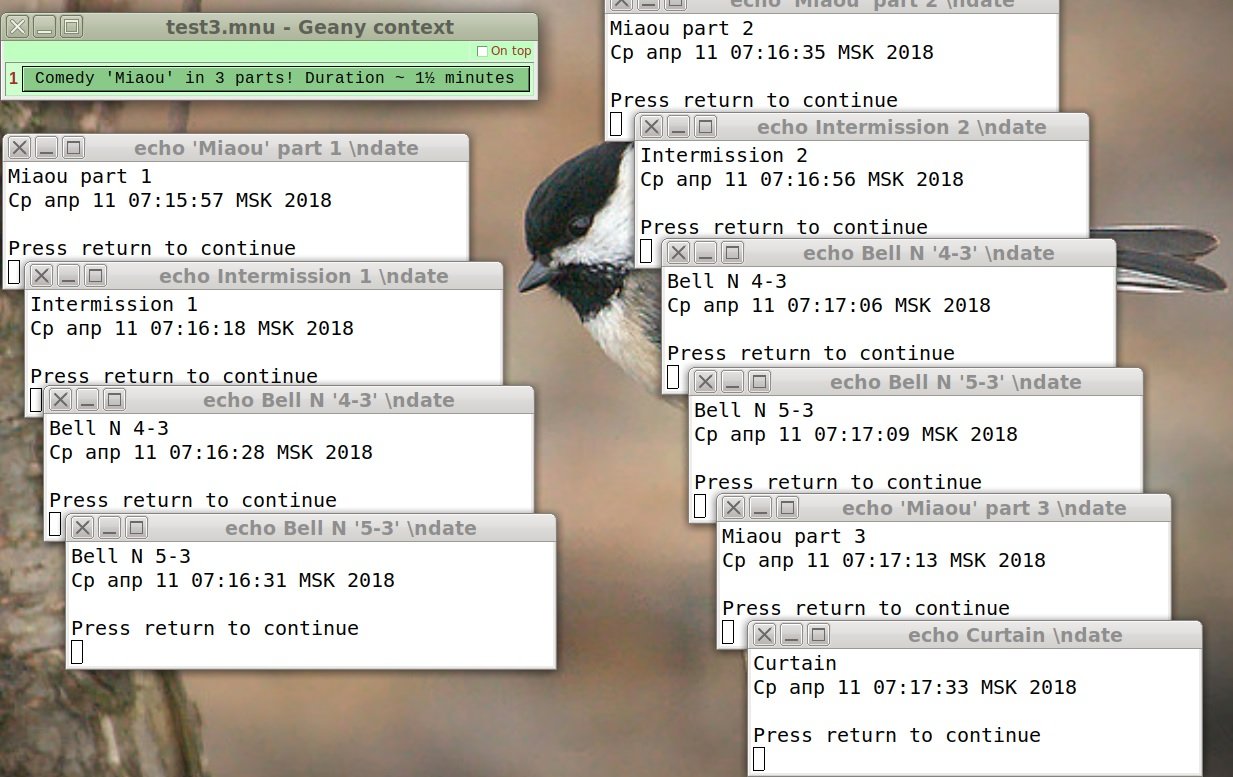 test3.mnu - Geany context
On top
1 Comedy 'Miaou' in 3 parts! Duration ~ 1½ minutes
echo 'Miaou' part 1 \ndate
Miaou part 1
Ср апр 11 07:15:57 MSK 2018
Press return to continue
echo Intermission 1 \ndate
Intermission 1
Ср апр 11 07:16:18 MSK 2018
Press return to continue
echo Bell N '4-3' \ndate
Bell N 4-3
Ср апр 11 07:16:28 MSK 2018
Press return to continue
echo Bell N '5-3' \ndate
Bell N 5-3
Ср апр 11 07:16:31 MSK 2018
Press return to continue
echo 'Miaou' part 2 \ndate
Miaou part 2
Ср апр 11 07:16:35 MSK 2018
Press return to continue
echo Intermission 2 \ndate
Intermission 2
Ср апр 11 07:16:56 MSK 2018
Press return to continue
echo Bell N '4-3' \ndate
Bell N 4-3
Ср апр 11 07:17:06 MSK 2018
Press return to continue
echo Bell N '5-3' \ndate
Bell N 5-3
Ср апр 11 07:17:09 MSK 2018
Press return to continue
echo 'Miaou' part 3 \ndate
Miaou part 3
Ср апр 11 07:17:13 MSK 2018
Press return to continue
echo Curtain \ndate
Curtain
Ср апр 11 07:17:33 MSK 2018
Press return to continue